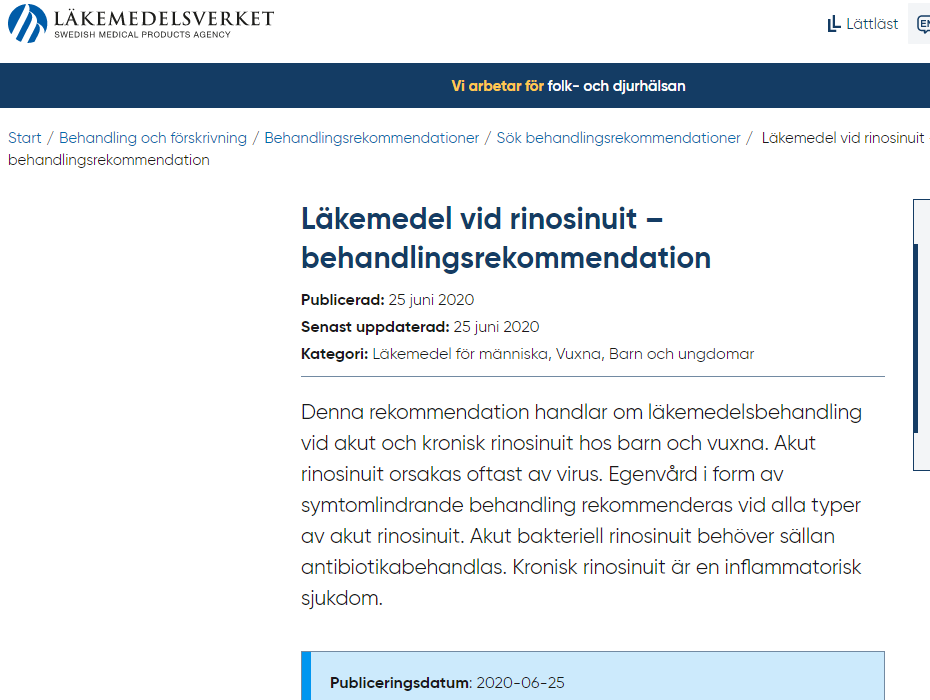 LÄKEMEDELSVERKET
SWEDISH MEDICAL PRODUCTS AGENCY
Lättläst
EN
Vi arbetar för folk- och djurhälsan
Start / Behandling och förskrivning / Behandlingsrekommendationer / Sök behandlingsrekommendationer / Läkemedel vid rinosinuit -
behandlingsrekommendation
Läkemedel vid rinosinuit –
behandlingsrekommendation
Publicerad: 25 juni 2020
Senast uppdaterad: 25 juni 2020
Kategori: Läkemedel för människa, Vuxna, Barn och ungdomar
Denna rekommendation handlar om läkemedelsbehandling
vid akut och kronisk rinosinuit hos barn och vuxna. Akut
rinosinuit orsakas oftast av virus. Egenvård i form av
symtomlindrande behandling rekommenderas vid alla typer
av akut rinosinuit. Akut bakteriell rinosinuit behöver sällan
antibiotikabehandlas. Kronisk rinosinuit är en inflammatorisk
sjukdom.
Publiceringsdatum: 2020-06-25